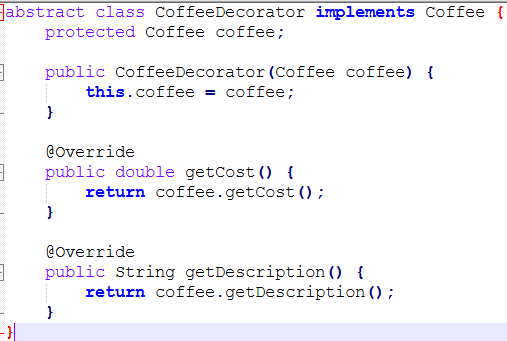 abstract class CoffeeDecorator implements Coffee {
    protected Coffee coffee;

    public CoffeeDecorator(Coffee coffee) {
        this.coffee = coffee;
    }

    @Override
    public double getCost() {
        return coffee.getCost();
    }

    @Override
    public String getDescription() {
        return coffee.getDescription();
    }
}